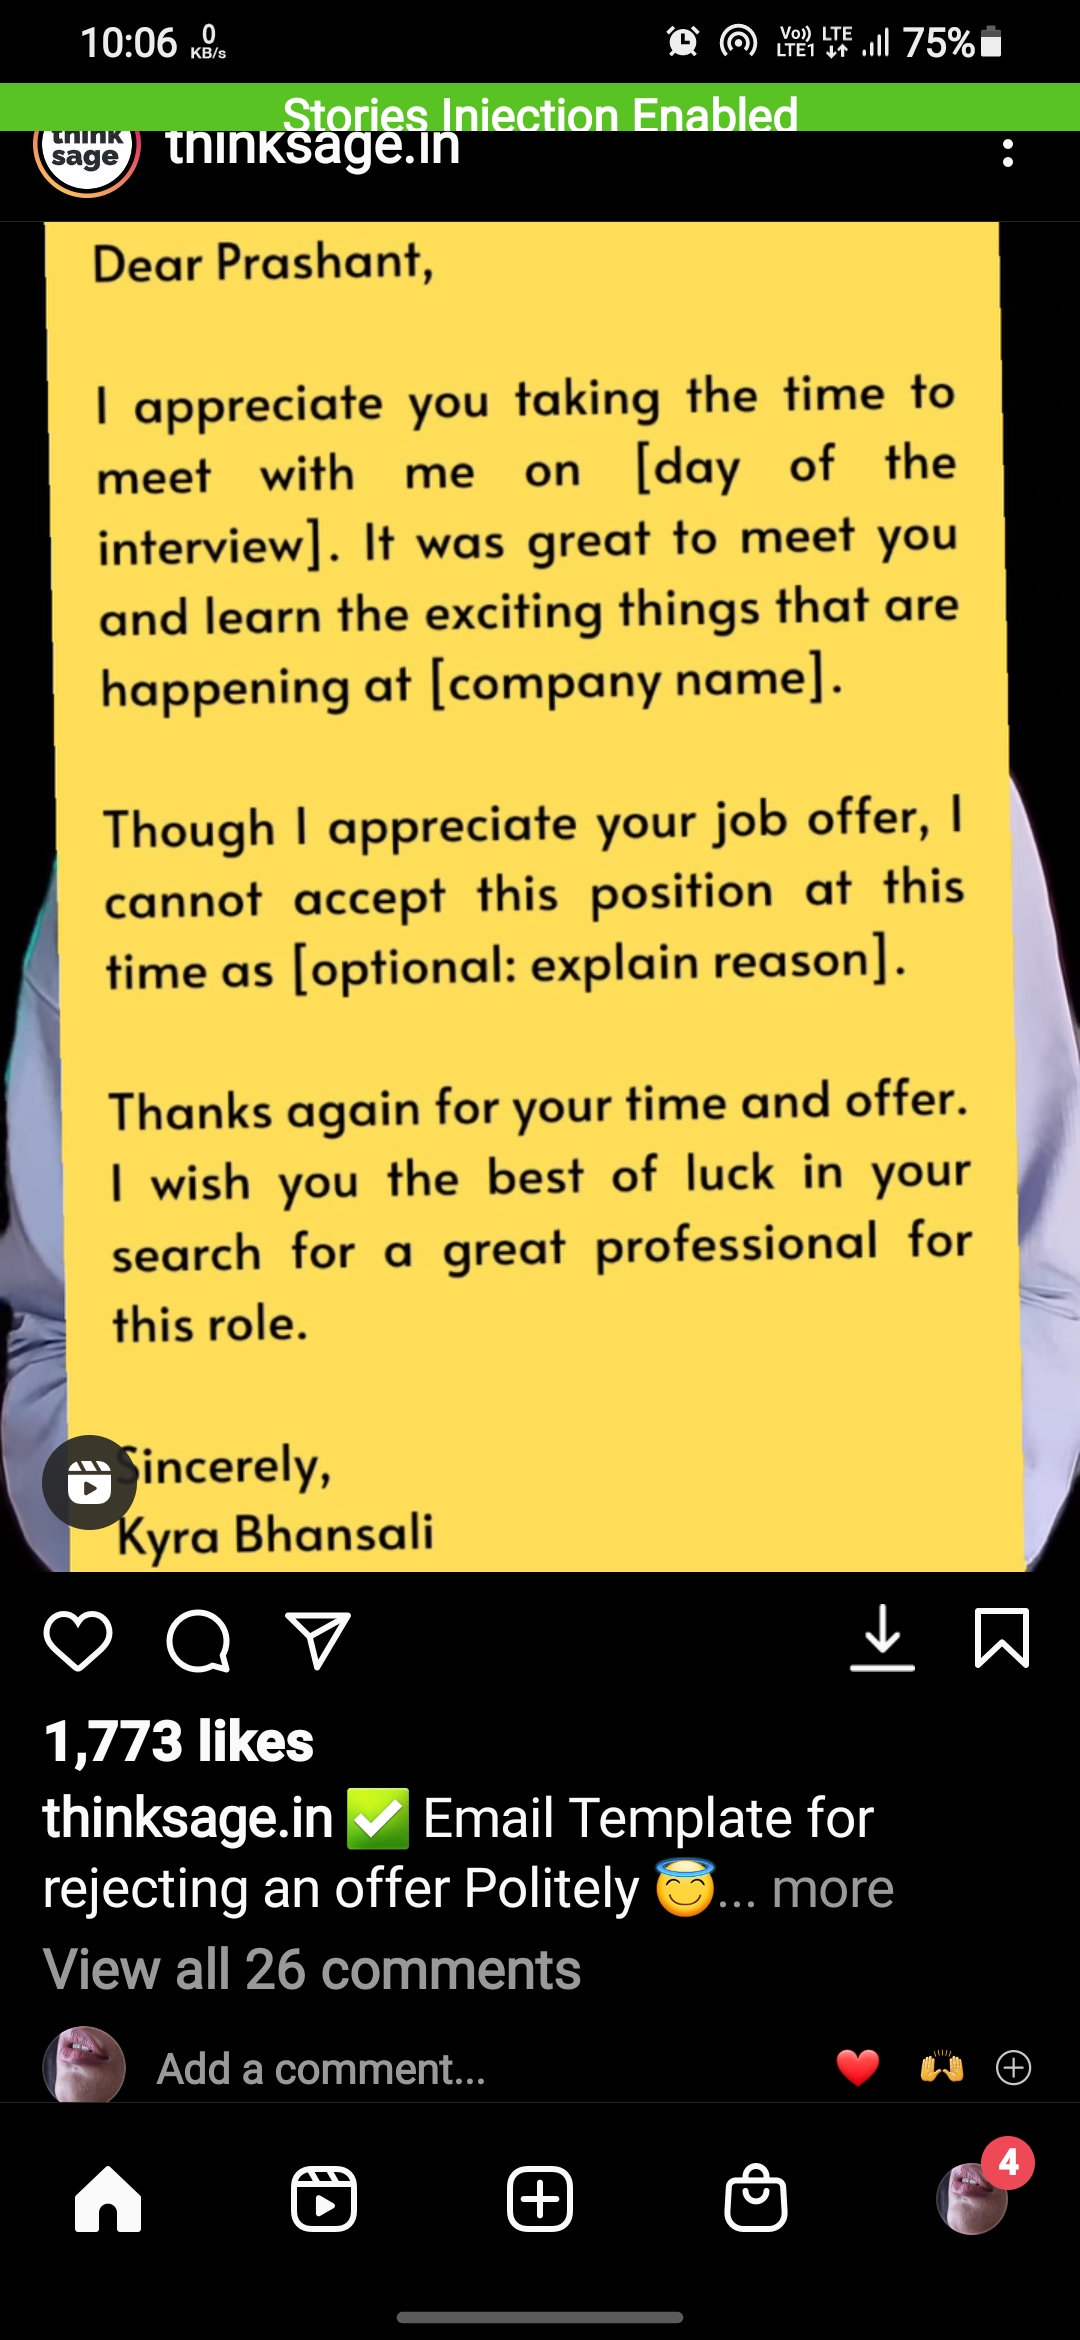 10:06 0 KB/s Vo)) LTE1 LTE 75%
Stories Injection Enabled
think
sage
thinksage.in
Dear Prashant,
I appreciate you taking the time to
meet with me on [day of the
interview]. It was great to meet you
and learn the exciting things that are
happening at [company name].
Though I appreciate your job offer, I
cannot accept this position at this
time as [optional: explain reason].
Thanks again for your time and offer.
I wish you the best of luck in your
search for a great professional for
this role.
Sincerely,
Kyra Bhansali
1,773 likes
thinksage.in ✅ Email Template for
rejecting an offer Politely 😇... more
View all 26 comments
Add a comment...
4